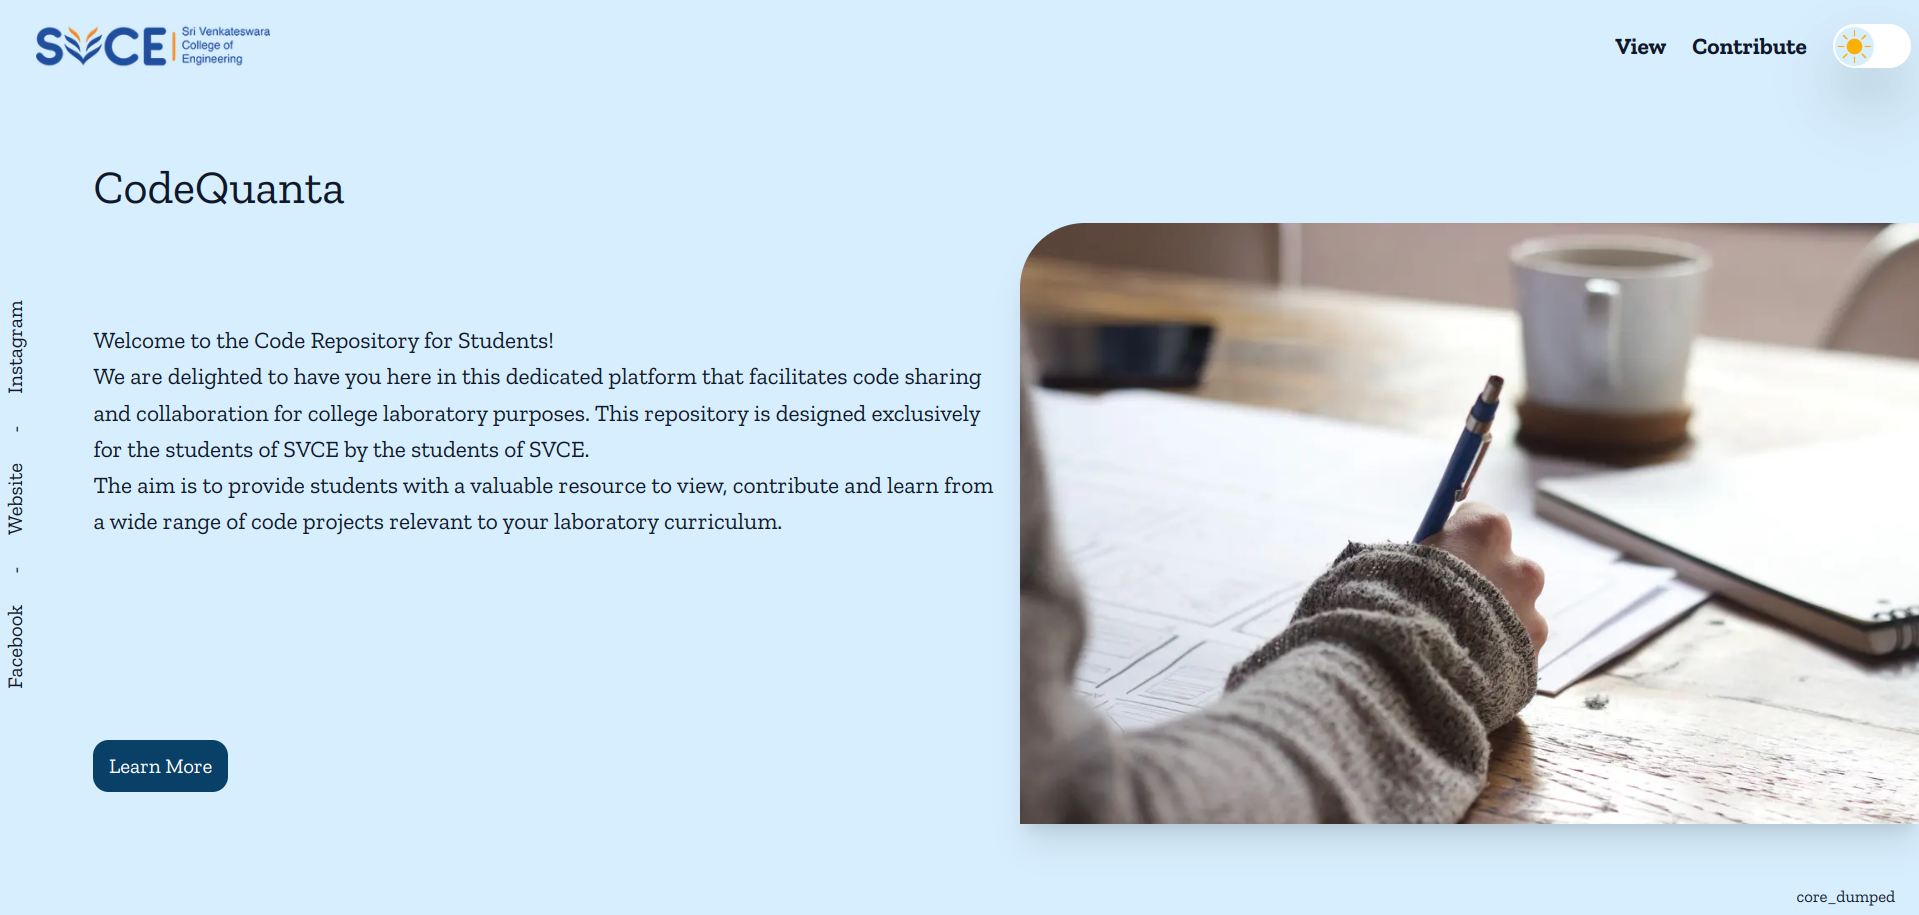 SVCE
Sri Venkateswara
College of
Engineering
View
Contribute
CodeQuanta
Welcome to the Code Repository for Students!
We are delighted to have you here in this dedicated platform that facilitates code sharing
and collaboration for college laboratory purposes. This repository is designed exclusively
for the students of SVCE by the students of SVCE.
The aim is to provide students with a valuable resource to view, contribute and learn from
a wide range of code projects relevant to your laboratory curriculum.
Facebook - Website - Instagram
Learn More
core_dumped